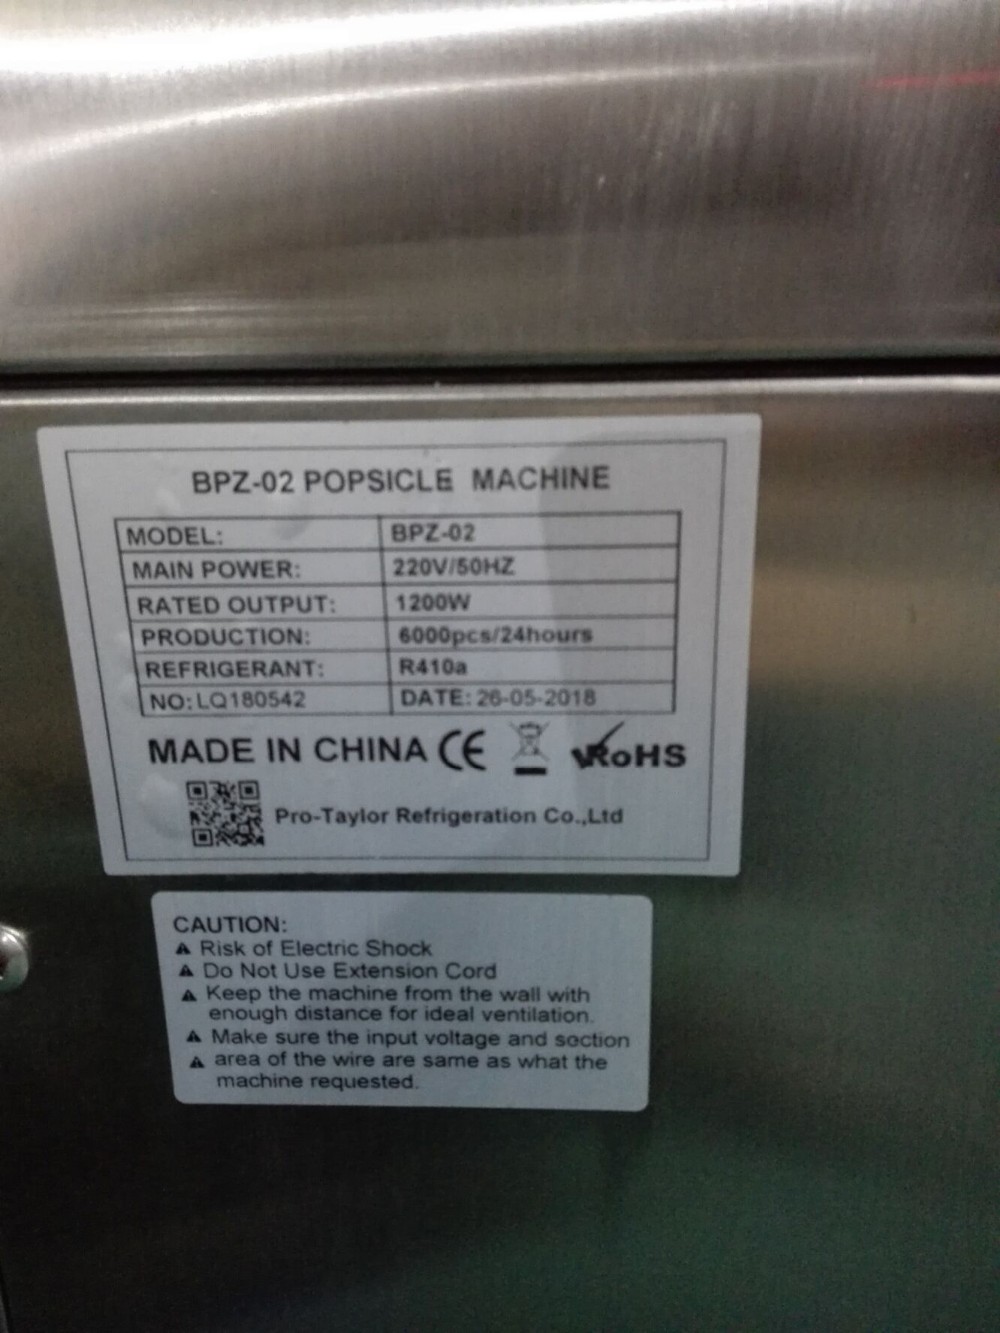 BPZ-02 POPSICLE MACHINE
MODEL: BPZ-02
MAIN POWER: 220V/50HZ
RATED OUTPUT: 1200W
PRODUCTION: 6000pcs/24hours
REFRIGERANT: R410a
NO:LQ180542 DATE: 26-05-2018
MADE IN CHINA CE RoHS
Pro-Taylor Refrigeration Co.,Ltd
CAUTION:
Risk of Electric Shock
Do Not Use Extension Cord
Keep the machine from the wall with
enough distance for ideal ventilation.
Make sure the input voltage and section
area of the wire are same as what the
machine requested.